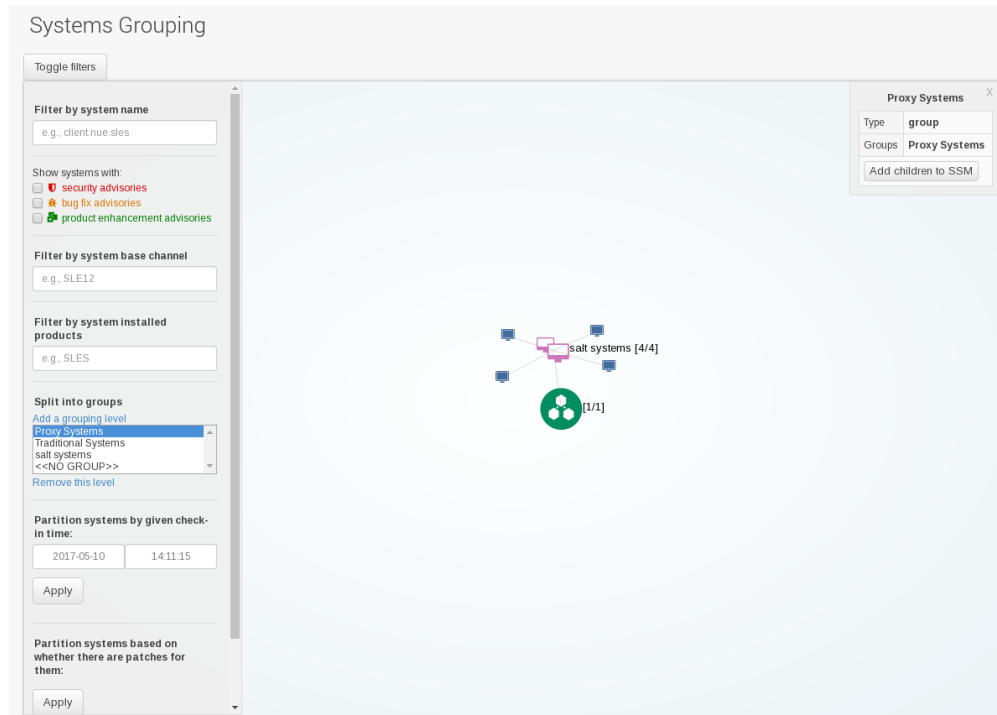 Systems Grouping
Toggle filters
Filter by system name
e.g., client.nue.sles
Show systems with:
security advisories
bug fix advisories
product enhancement advisories
Filter by system base channel
e.g., SLE12
Filter by system installed
products
e.g., SLES
Split into groups
Add a grouping level
Proxy Systems
Traditional Systems
salt systems
<<NO GROUP>>
Remove this level
Partition systems by given check-
in time:
2017-05-10 14:11:15
Apply
Partition systems based on
whether there are patches for
them:
Apply
salt systems [4/4]
[1/1]
X
Proxy Systems
Type group
Groups Proxy Systems
Add children to SSM